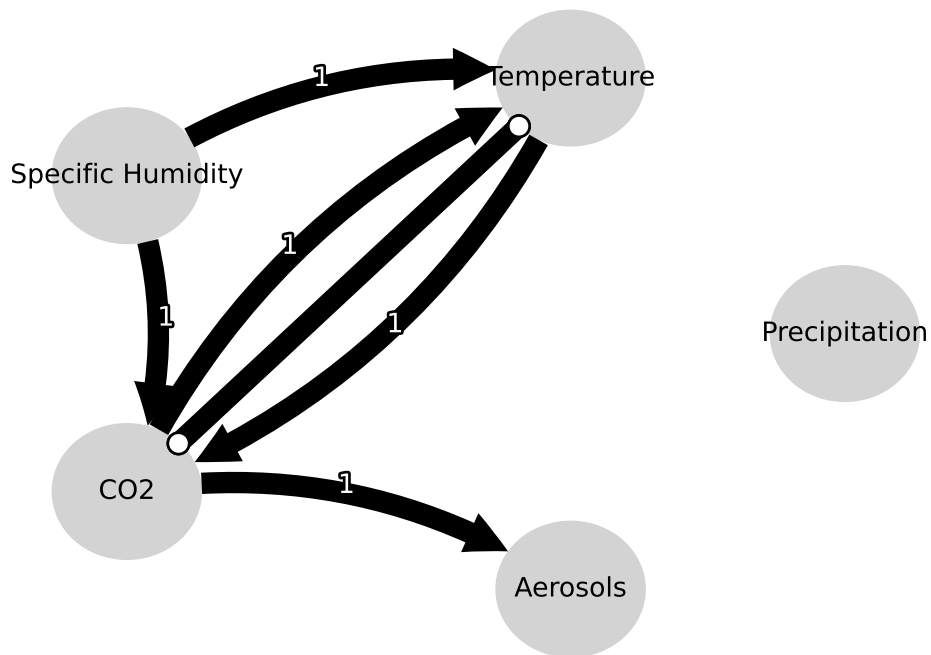 1
Temperature
Specific Humidity
1
1
1
Precipitation
CO2
1
Aerosols